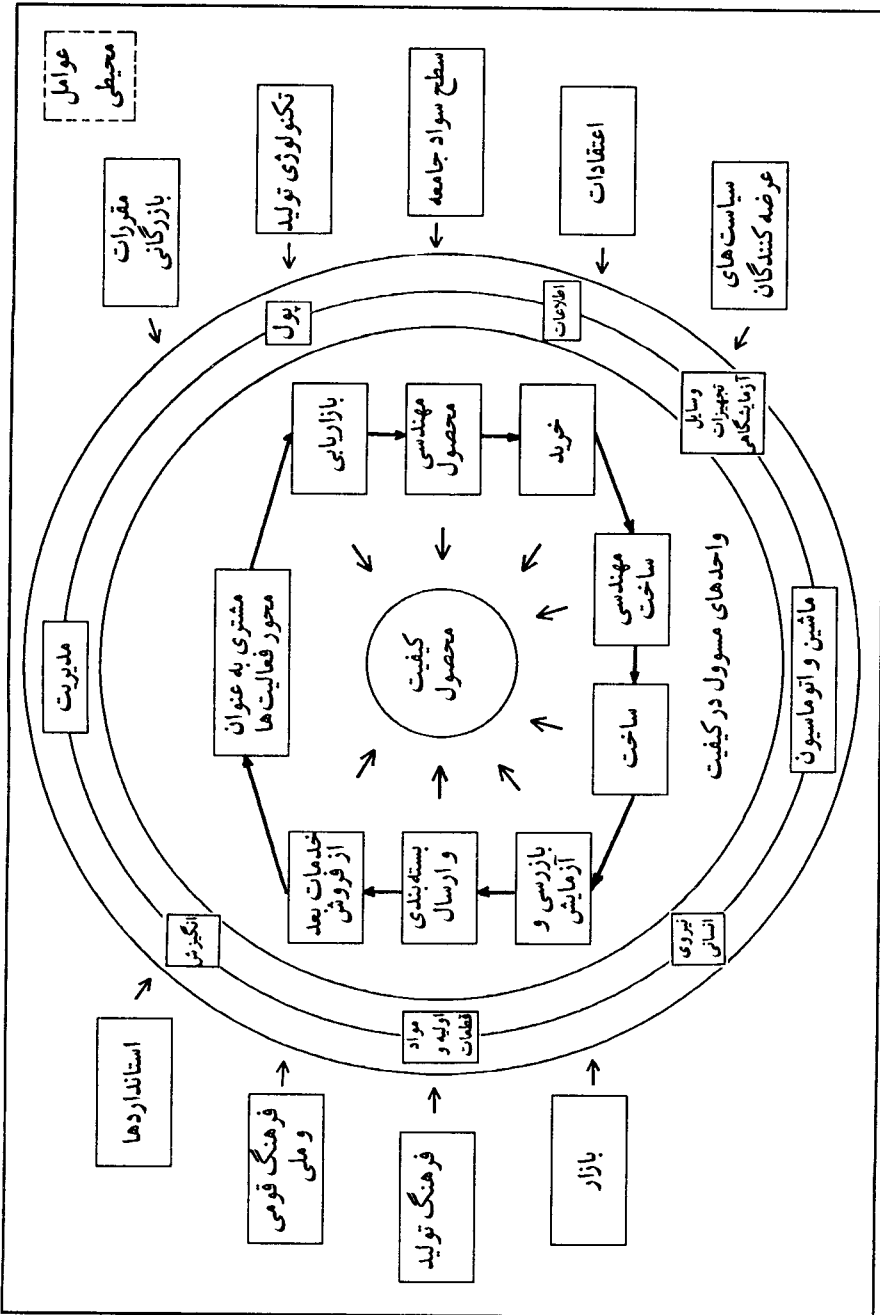 عوامل
محیطی
مقررات
بازرگانی
تکنولوژی تولید
سطح سواد جامعه
اعتقادات
سیاست‌های
عرضه کنندگان
پول
اطلاعات
وسایل
تجهیزات
آزمایشگاهی
ماشین و اتوماسیون
نیروی
انسانی
مواد
اولیه و
قطعات
انگیزش
مدیریت
مشتری به عنوان
محور فعالیت‌ها
بازاریابی
مهندسی
محصول
خرید
مهندسی
ساخت
ساخت
بازرسی و
آزمایش
بسته‌بندی
و ارسال
خدمات بعد
از فروش
کیفیت
محصول
واحدهای مسوول در کیفیت
استانداردها
فرهنگ قومی
و ملی
فرهنگ تولید
بازار